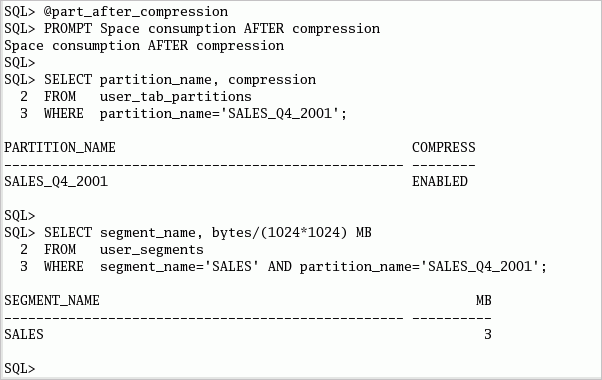 SQL> @part_after_compression
SQL> PROMPT Space consumption AFTER compression
Space consumption AFTER compression
SQL>
SQL> SELECT partition_name, compression
  2  FROM   user_tab_partitions
  3  WHERE  partition_name='SALES_Q4_2001';
PARTITION_NAME                                     COMPRESS
-------------------------------------------------- --------
SALES_Q4_2001                                      ENABLED
SQL>
SQL> SELECT segment_name, bytes/(1024*1024) MB
  2  FROM   user_segments
  3  WHERE  segment_name='SALES' AND partition_name='SALES_Q4_2001';
SEGMENT_NAME                                               MB
-------------------------------------------------- ----------
SALES                                                       3
SQL>